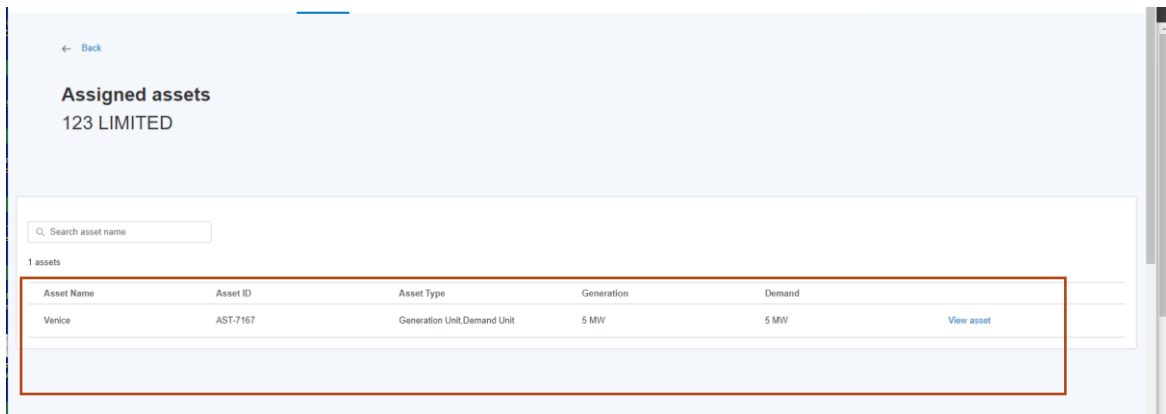 ← Back
Assigned assets
123 LIMITED
Search asset name
1 assets
Asset Name Asset ID Asset Type Generation Demand
Venice AST-7167 Generation Unit,Demand Unit 5 MW 5 MW View asset